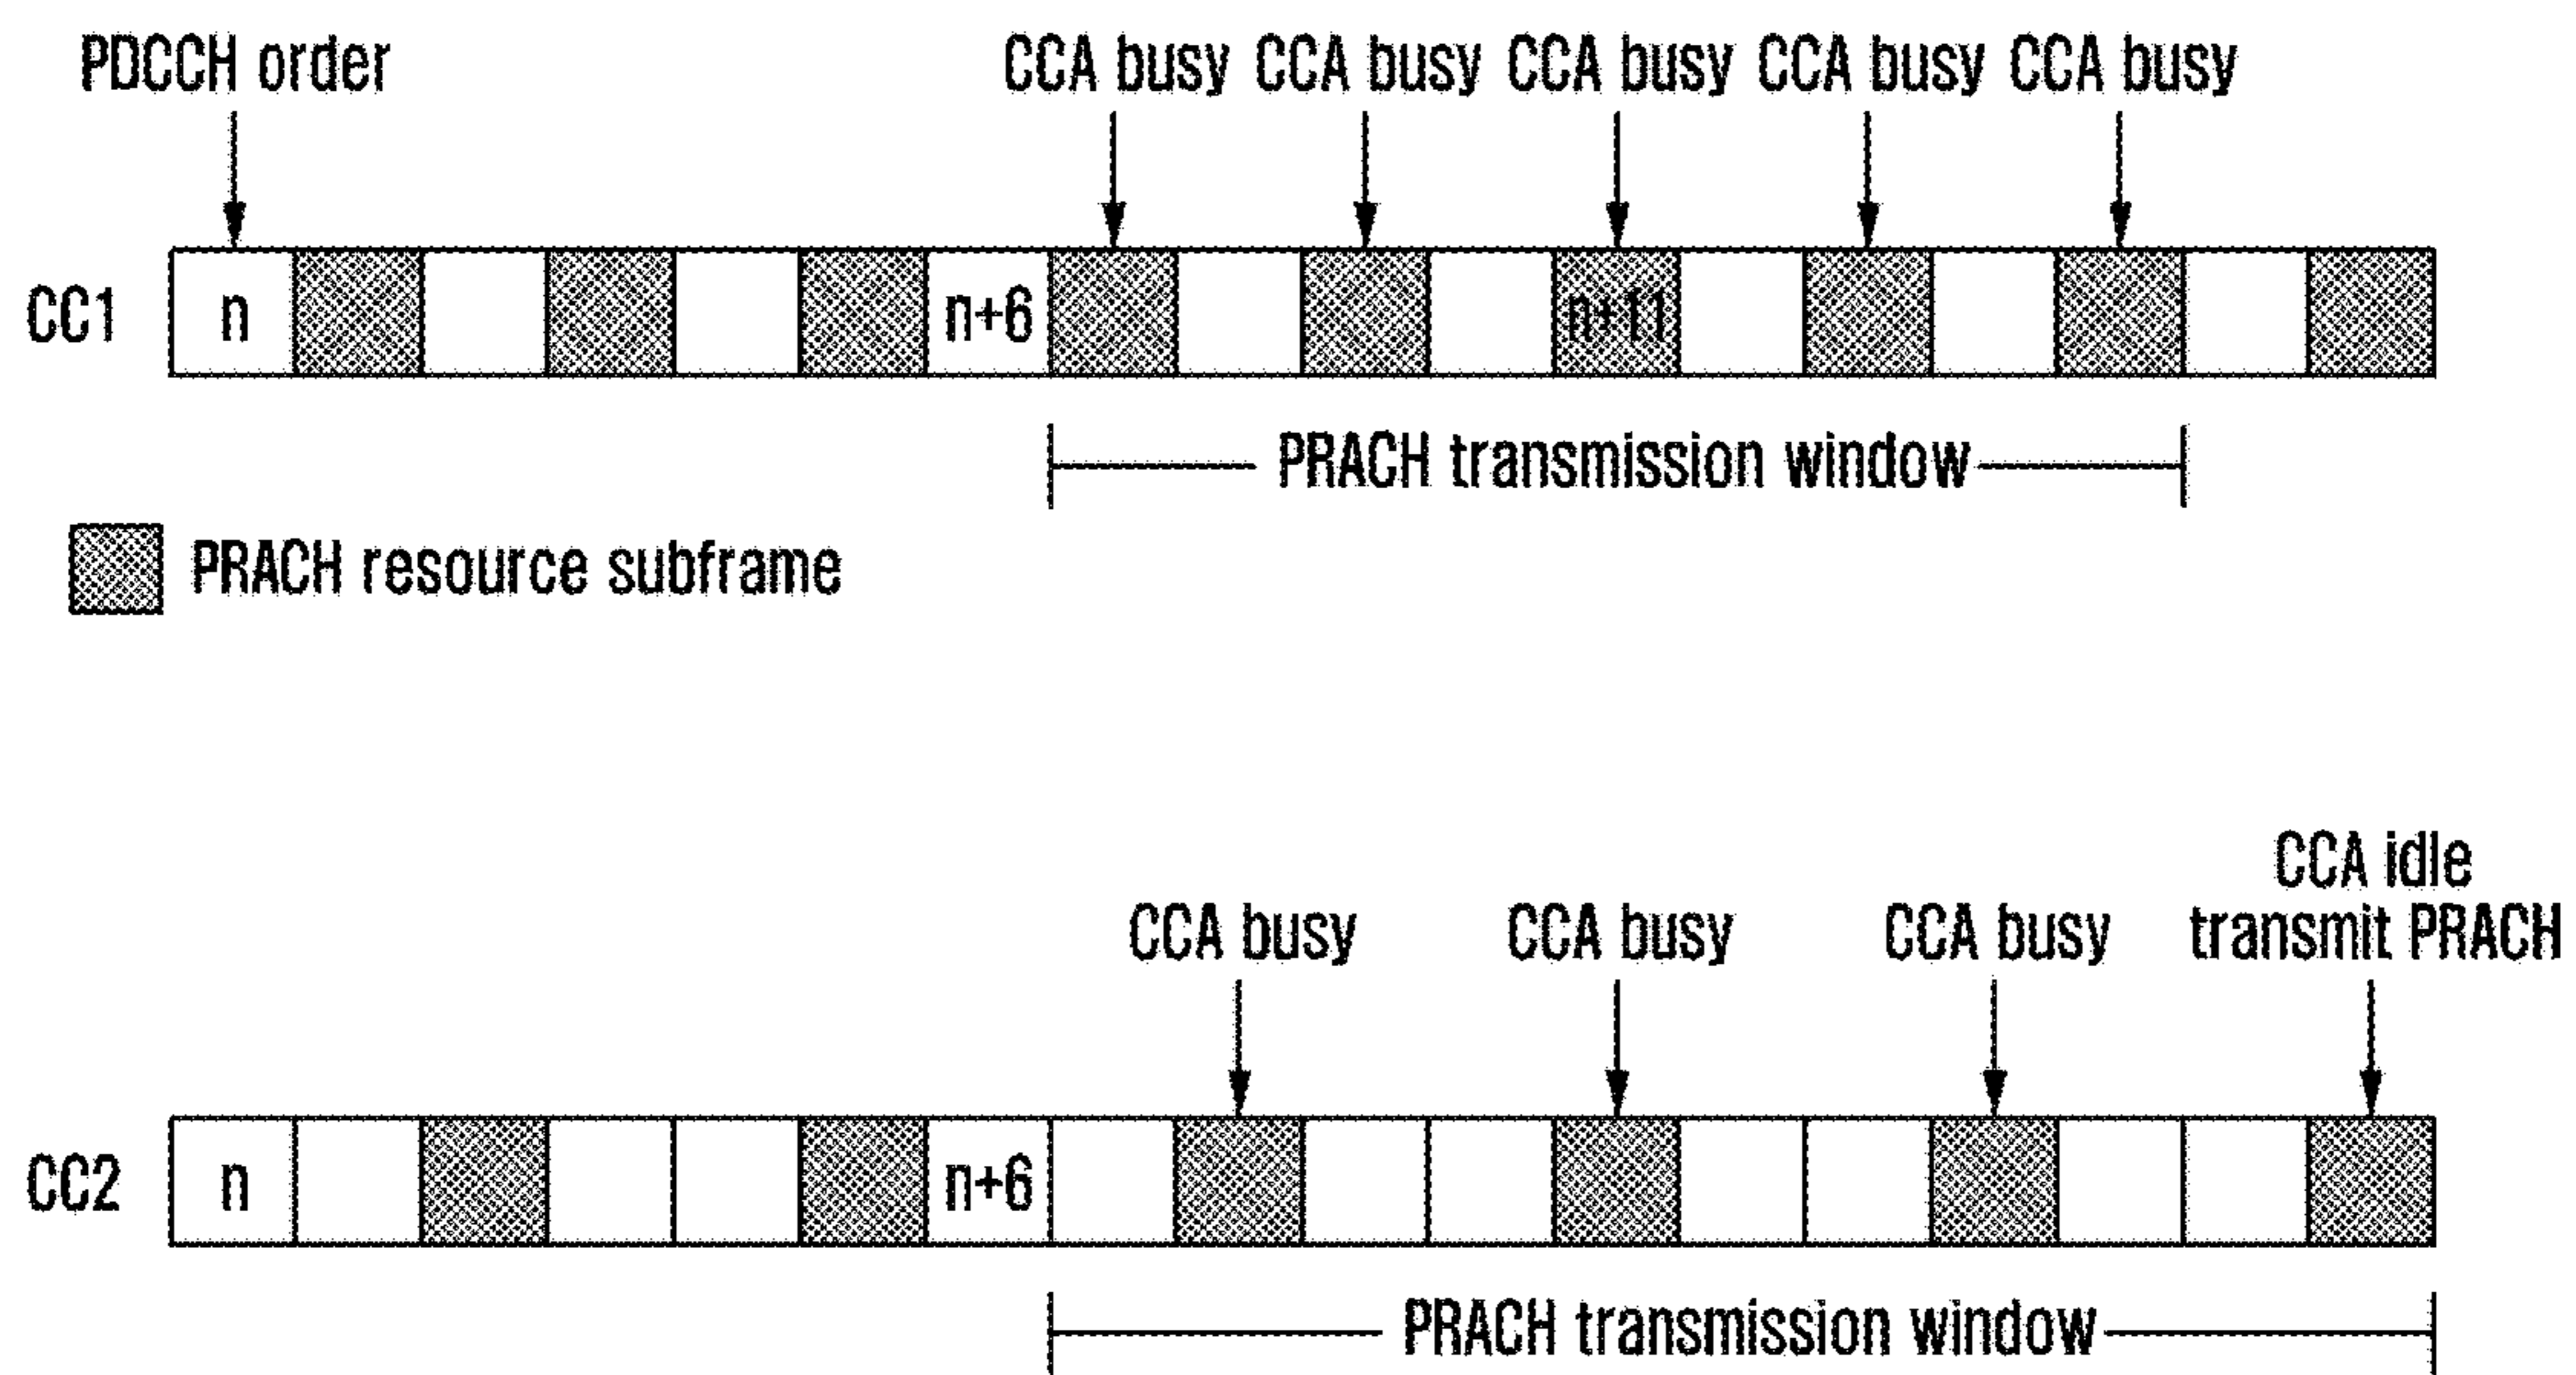 PDCCH order
CCA busy CCA busy CCA busy CCA busy CCA busy
CC1 n n+6 n+11
PRACH transmission window
PRACH resource subframe
CCA idle
CCA busy CCA busy CCA busy transmit PRACH
CC2 n n+6
PRACH transmission window